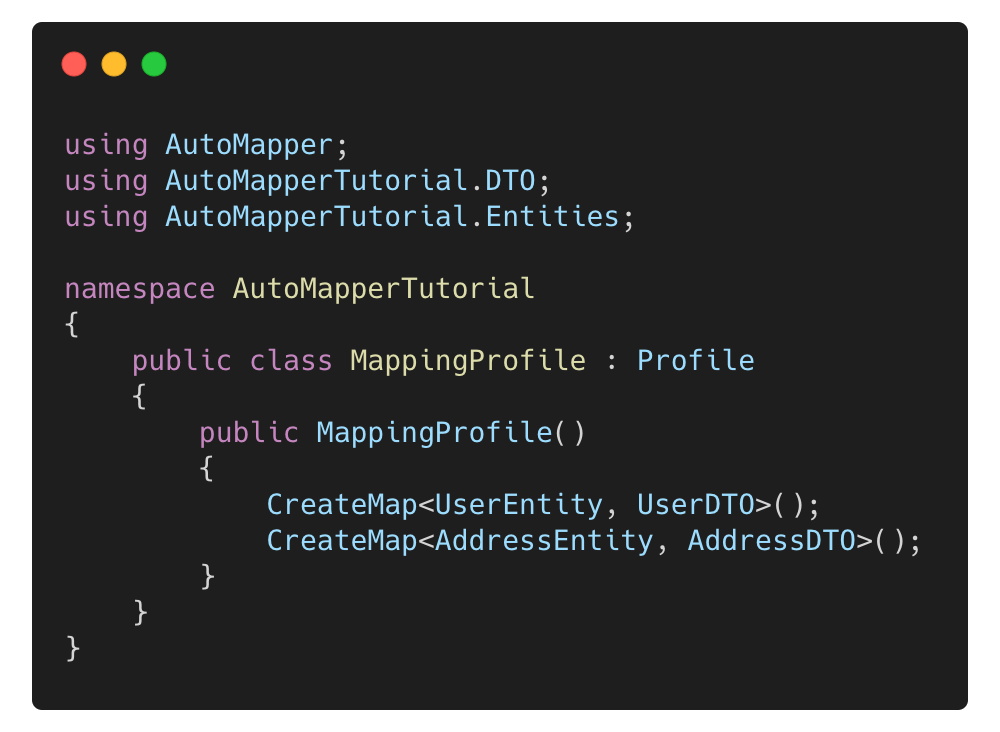 using AutoMapper;
using AutoMapperTutorial.DTO;
using AutoMapperTutorial.Entities;
namespace AutoMapperTutorial
{
    public class MappingProfile : Profile
    {
        public MappingProfile()
        {
            CreateMap<UserEntity, UserDTO>();
            CreateMap<AddressEntity, AddressDTO>();
        }
    }
}